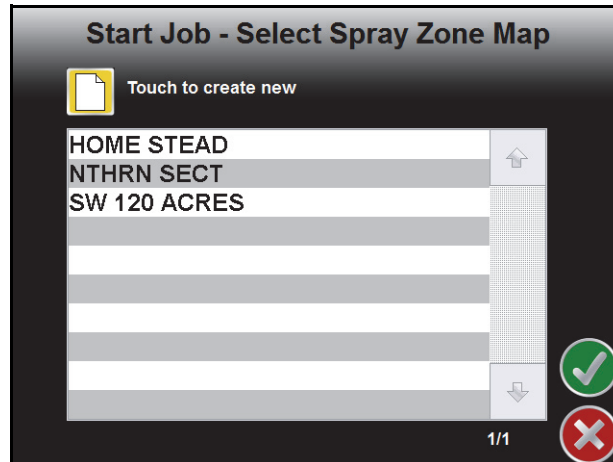 Start Job - Select Spray Zone Map
Touch to create new
HOME STEAD
NTHRN SECT
SW 120 ACRES
1/1